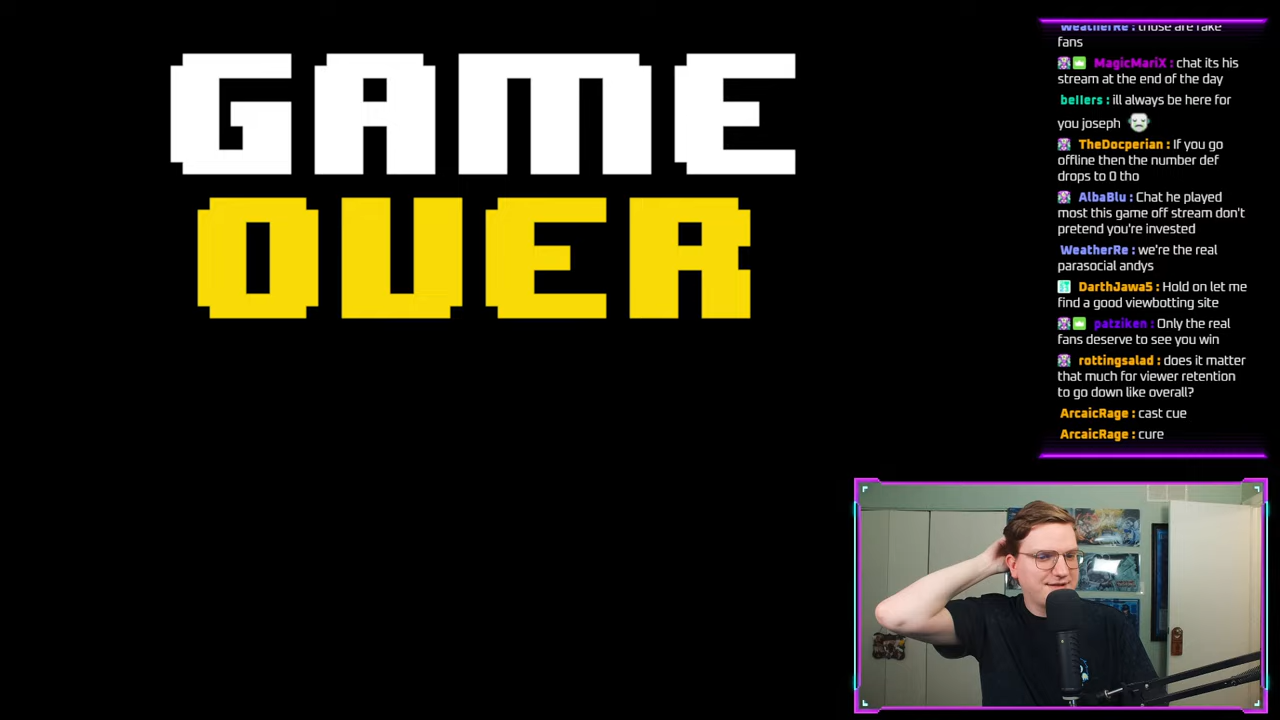 GAME
OVER
WeatherRe : those are fake
fans
MagicMariX : chat its his
stream at the end of the day
bellers : ill always be here for
you joseph
TheDocperian : If you go
offline then the number def
drops to 0 tho
AlbaBlu : Chat he played
most this game off stream don't
pretend you're invested
WeatherRe : we're the real
parasocial andys
DarthJawa5 : Hold on let me
find a good viewbotting site
patziken : Only the real
fans deserve to see you win
rottingsalad : does it matter
that much for viewer retention
to go down like overall?
ArcaicRage : cast cue
ArcaicRage : cure